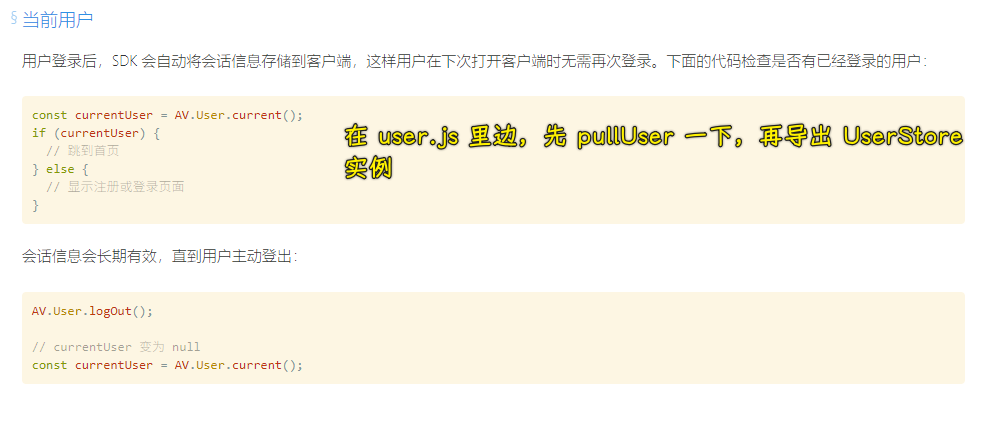 § 当前用户
用户登录后，SDK 会自动将会话信息存储到客户端，这样用户在下次打开客户端时无需再次登录。下面的代码检查是否有已经登录的用户：
const currentUser = AV.User.current();
if (currentUser) {
  // 跳到首页
} else {
  // 显示注册或登录页面
}
在 user.js 里边，先 pullUser 一下，再导出 UserStore
实例
会话信息会长期有效，直到用户主动登出：
AV.User.logOut();
// currentUser 变为 null
const currentUser = AV.User.current();